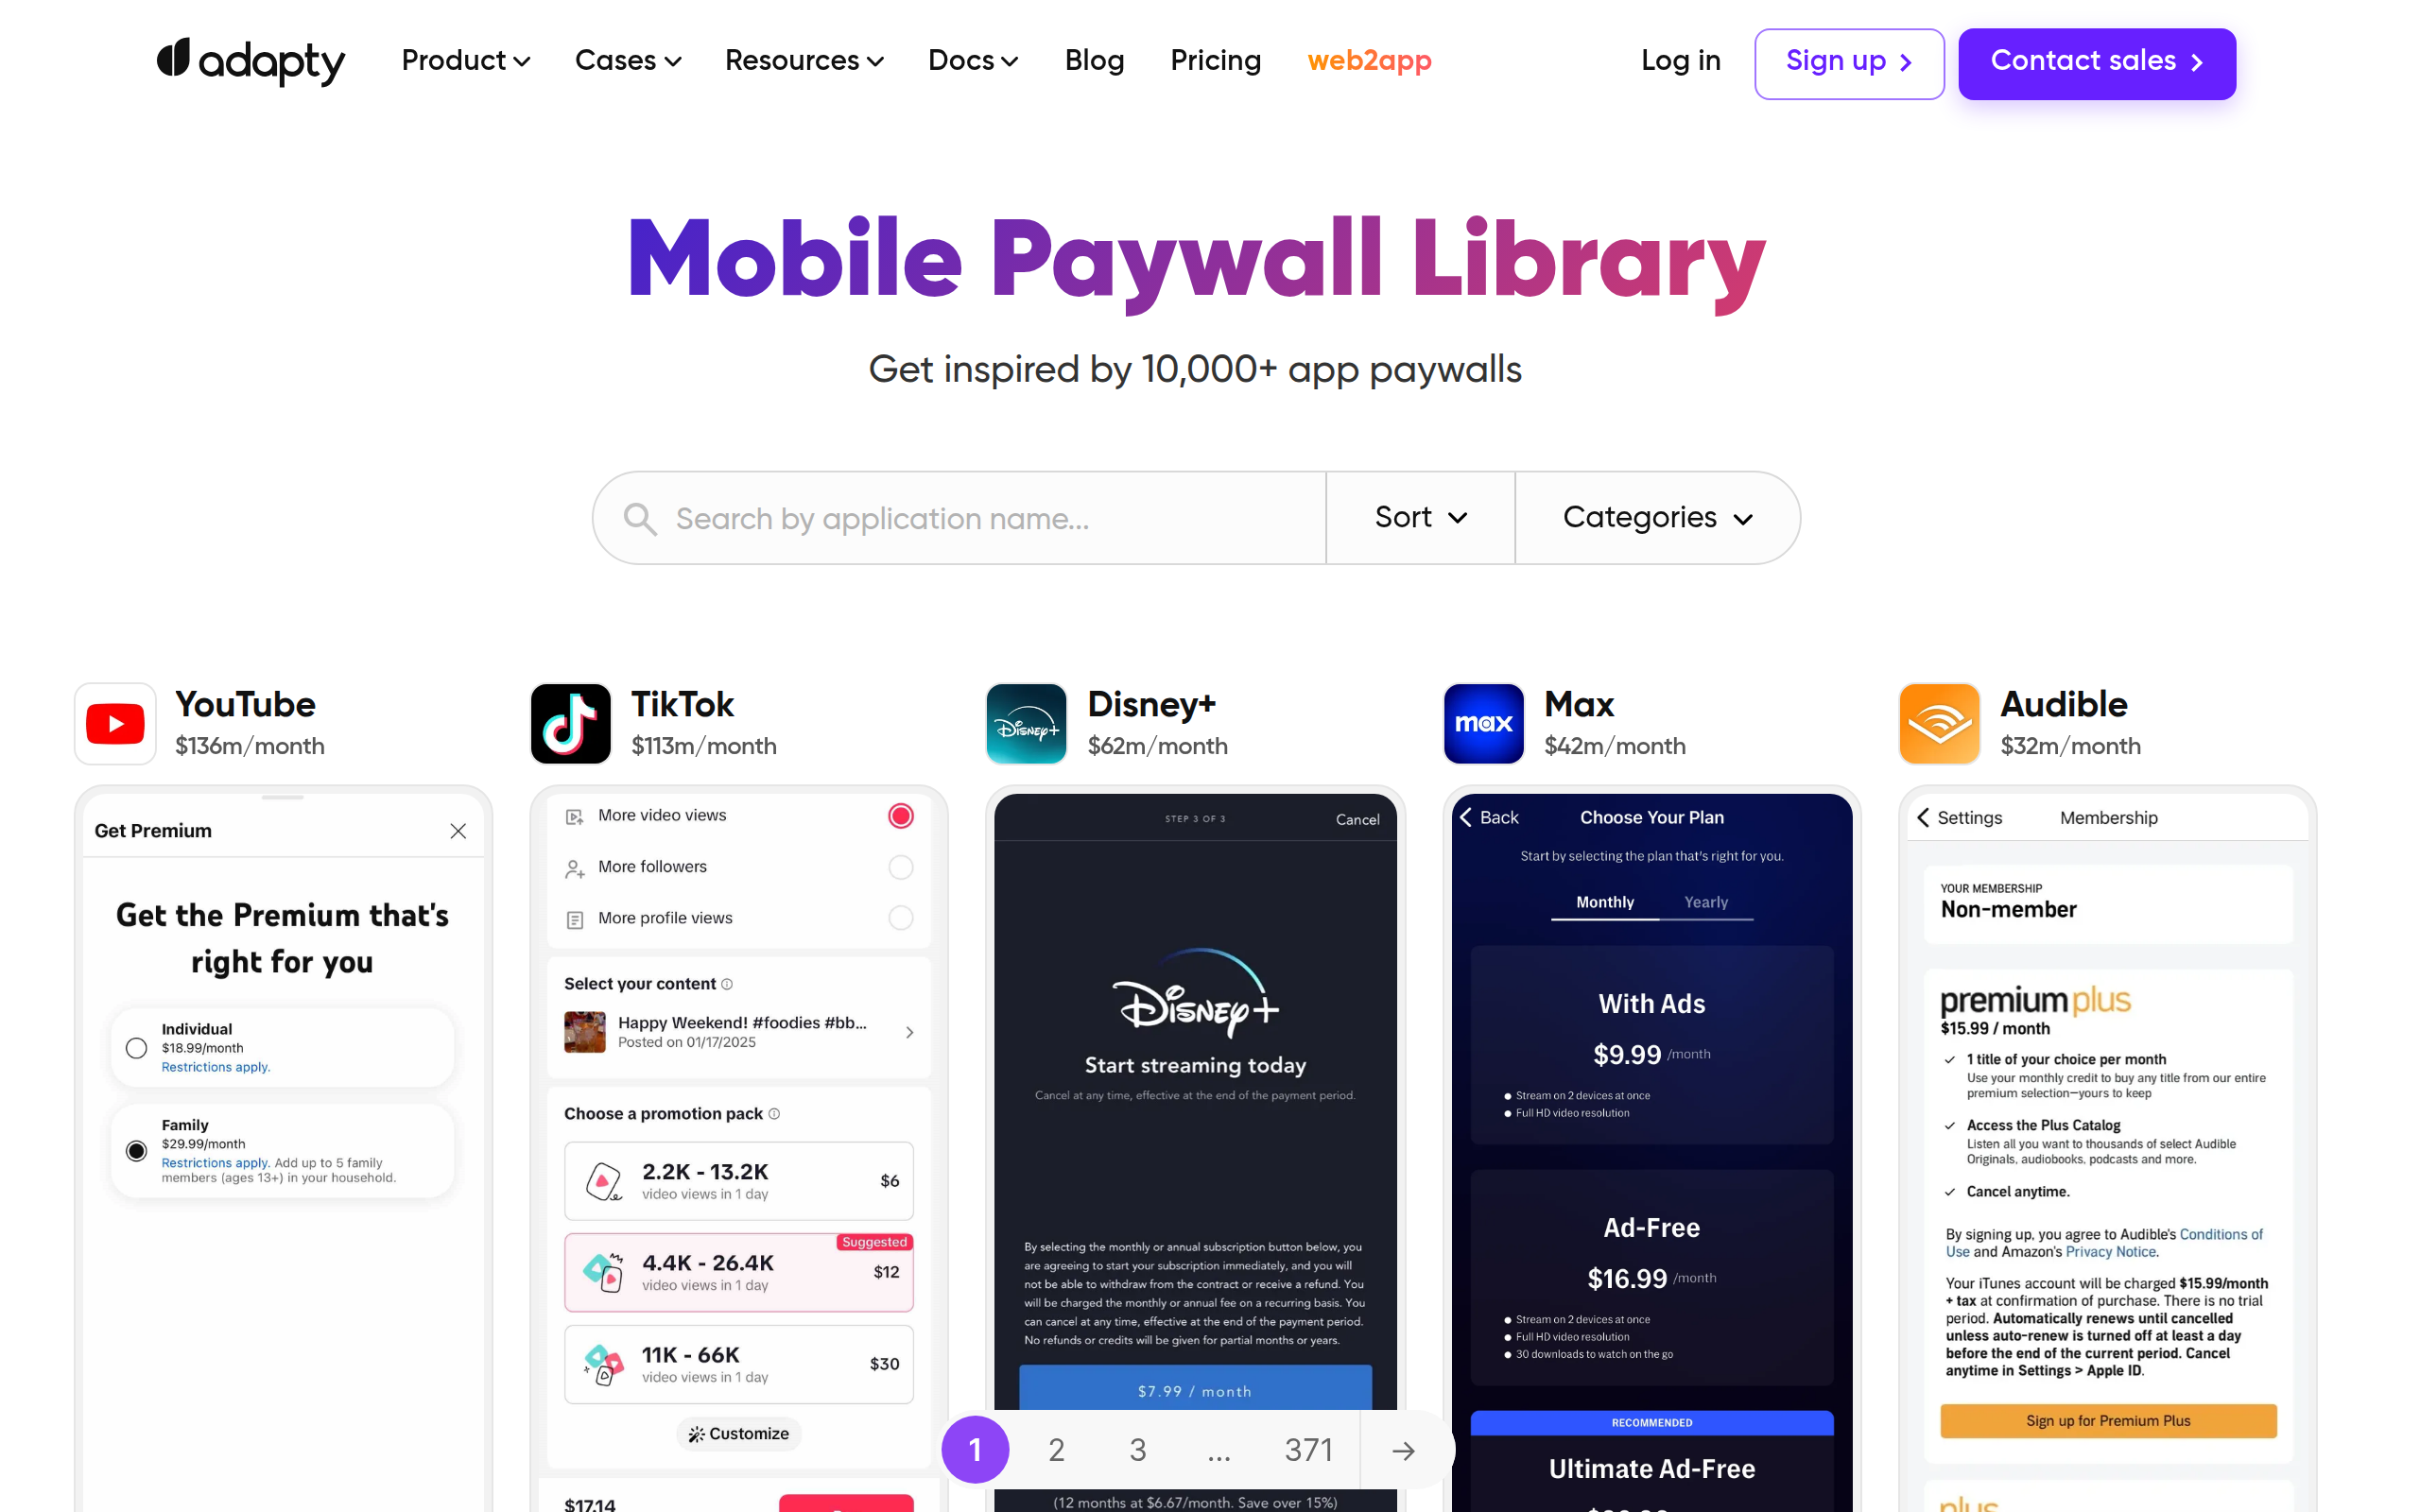 adapty
Product
Cases
Resources
Docs
Blog
Pricing
web2app
Log in
Sign up
Contact sales
Mobile Paywall Library
Get inspired by 10,000+ app paywalls
Search by application name...
Sort
Categories
YouTube
$136m/month
Get Premium
Get the Premium that's
right for you
Individual
$18.99/month
Restrictions apply.
Family
$29.99/month
Restrictions apply. Add up to 5 family
members (ages 13+) in your household.
TikTok
$113m/month
More video views
More followers
More profile views
Select your content
Happy Weekend! #foodies #bb...
Posted on 01/17/2025
Choose a promotion pack
2.2K - 13.2K
video views in 1 day
$6
Suggested
4.4K - 26.4K
video views in 1 day
$12
11K - 66K
video views in 1 day
$30
Customize
$17.14
Disney+
Disney+
$62m/month
STEP 3 OF 3
Cancel
Disney+
Start streaming today
Cancel at any time, effective at the end of the payment period.
By selecting the monthly or annual subscription button below, you
are agreeing to start your subscription immediately, and you will
not be able to withdraw from the contract or receive a refund. You
will be charged the monthly or annual fee on a recurring basis. You
can cancel at any time, effective at the end of the payment period.
No refunds or credits will be given for partial months or years.
$7.99 / month
(12 months at $6.67/month. Save over 15%)
max
Max
$42m/month
Back
Choose Your Plan
Start by selecting the plan that's right for you.
Monthly
Yearly
With Ads
$9.99 /month
Stream on 2 devices at once
Full HD video resolution
Ad-Free
$16.99 /month
Stream on 2 devices at once
Full HD video resolution
30 downloads to watch on the go
RECOMMENDED
Ultimate Ad-Free
Audible
$32m/month
Settings
Membership
YOUR MEMBERSHIP
Non-member
premium plus
$15.99 / month
1 title of your choice per month
Use your monthly credit to buy any title from our entire
premium selection—yours to keep
Access the Plus Catalog
Listen all you want to thousands of select Audible
Originals, audiobooks, podcasts and more.
Cancel anytime.
By signing up, you agree to Audible's Conditions of
Use and Amazon's Privacy Notice.
Your iTunes account will be charged $15.99/month
+ tax at confirmation of purchase. There is no trial
period. Automatically renews until cancelled
unless auto-renew is turned off at least a day
before the end of the current period. Cancel
anytime in Settings > Apple ID.
Sign up for Premium Plus
plus
1
2
3
...
371